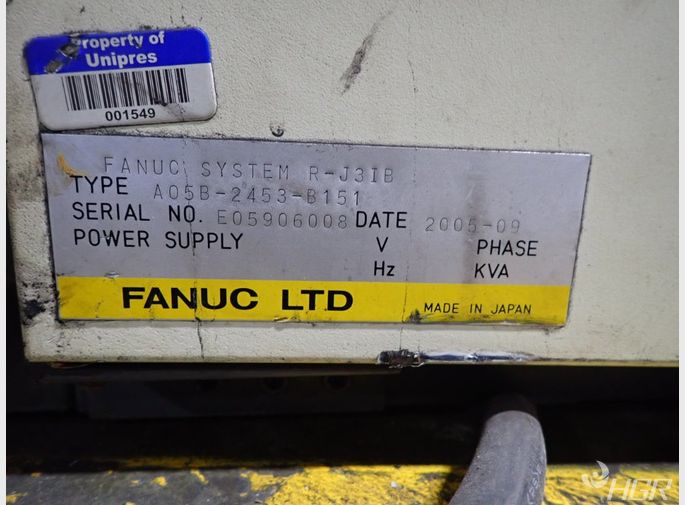 Property of
Unipres
001549
FANUC SYSTEM R-J3IB
TYPE A05B-2453-B151
SERIAL NO. E05906008 DATE 2005-09
POWER SUPPLY V PHASE
Hz KVA
FANUC LTD MADE IN JAPAN
HGR